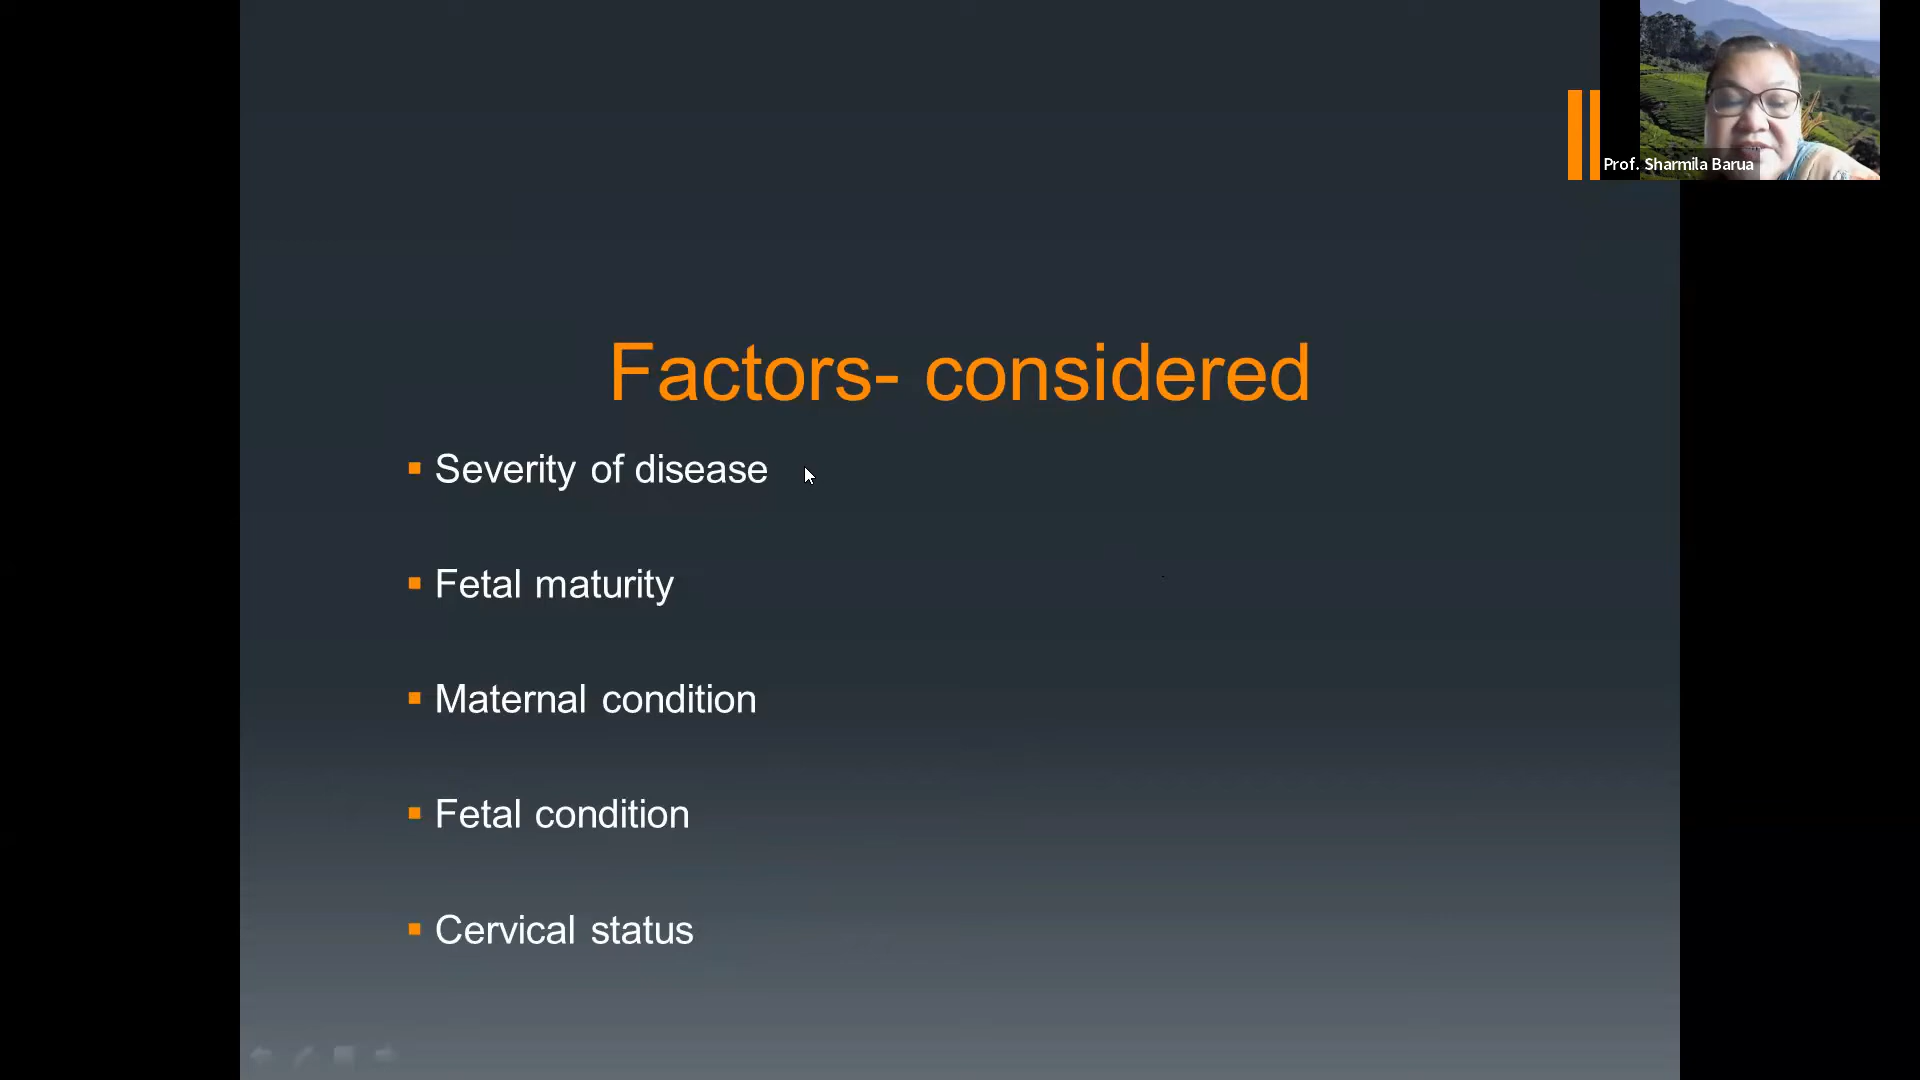 Prof. Sharmila Barua
Factors- considered
Severity of disease
Fetal maturity
Maternal condition
Fetal condition
Cervical status